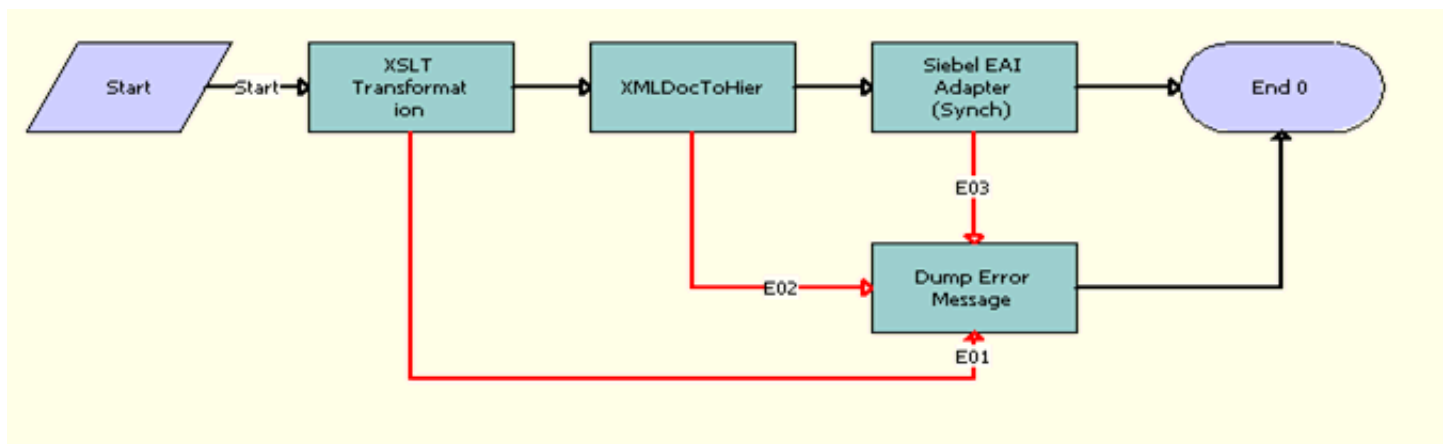 Start
Start
XSLT
Transformat
ion
XMLDocToHier
Siebel EAI
Adapter
(Synch)
End 0
E03
E02
Dump Error
Message
E01